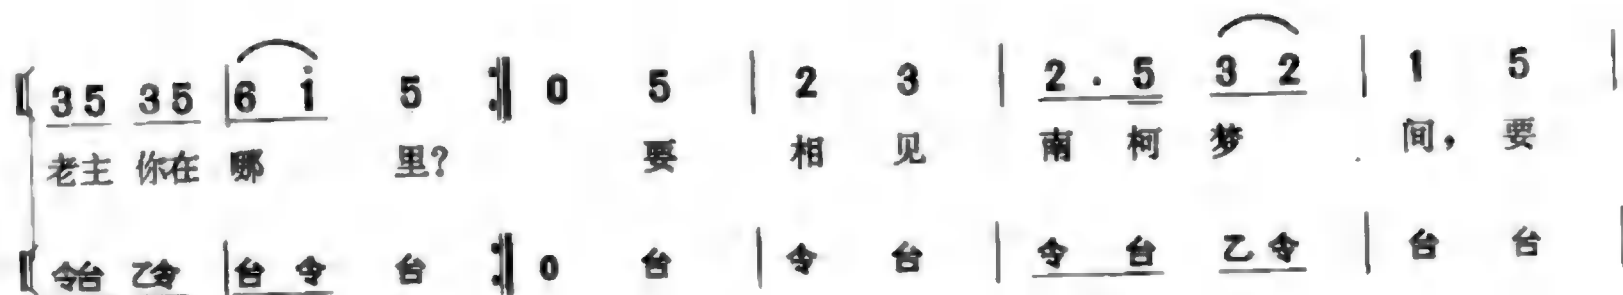 35 35 | 6 i 5 :‖ 0 5 | 2 3 | 2 . 5 3 2 | 1 5 |
老主 你在 哪 里? 要 相 见 南 柯 梦 间, 要
令台 乙令 | 台 令 台 :‖ 0 台 | 令 台 | 令 台 乙令 | 台 台 |